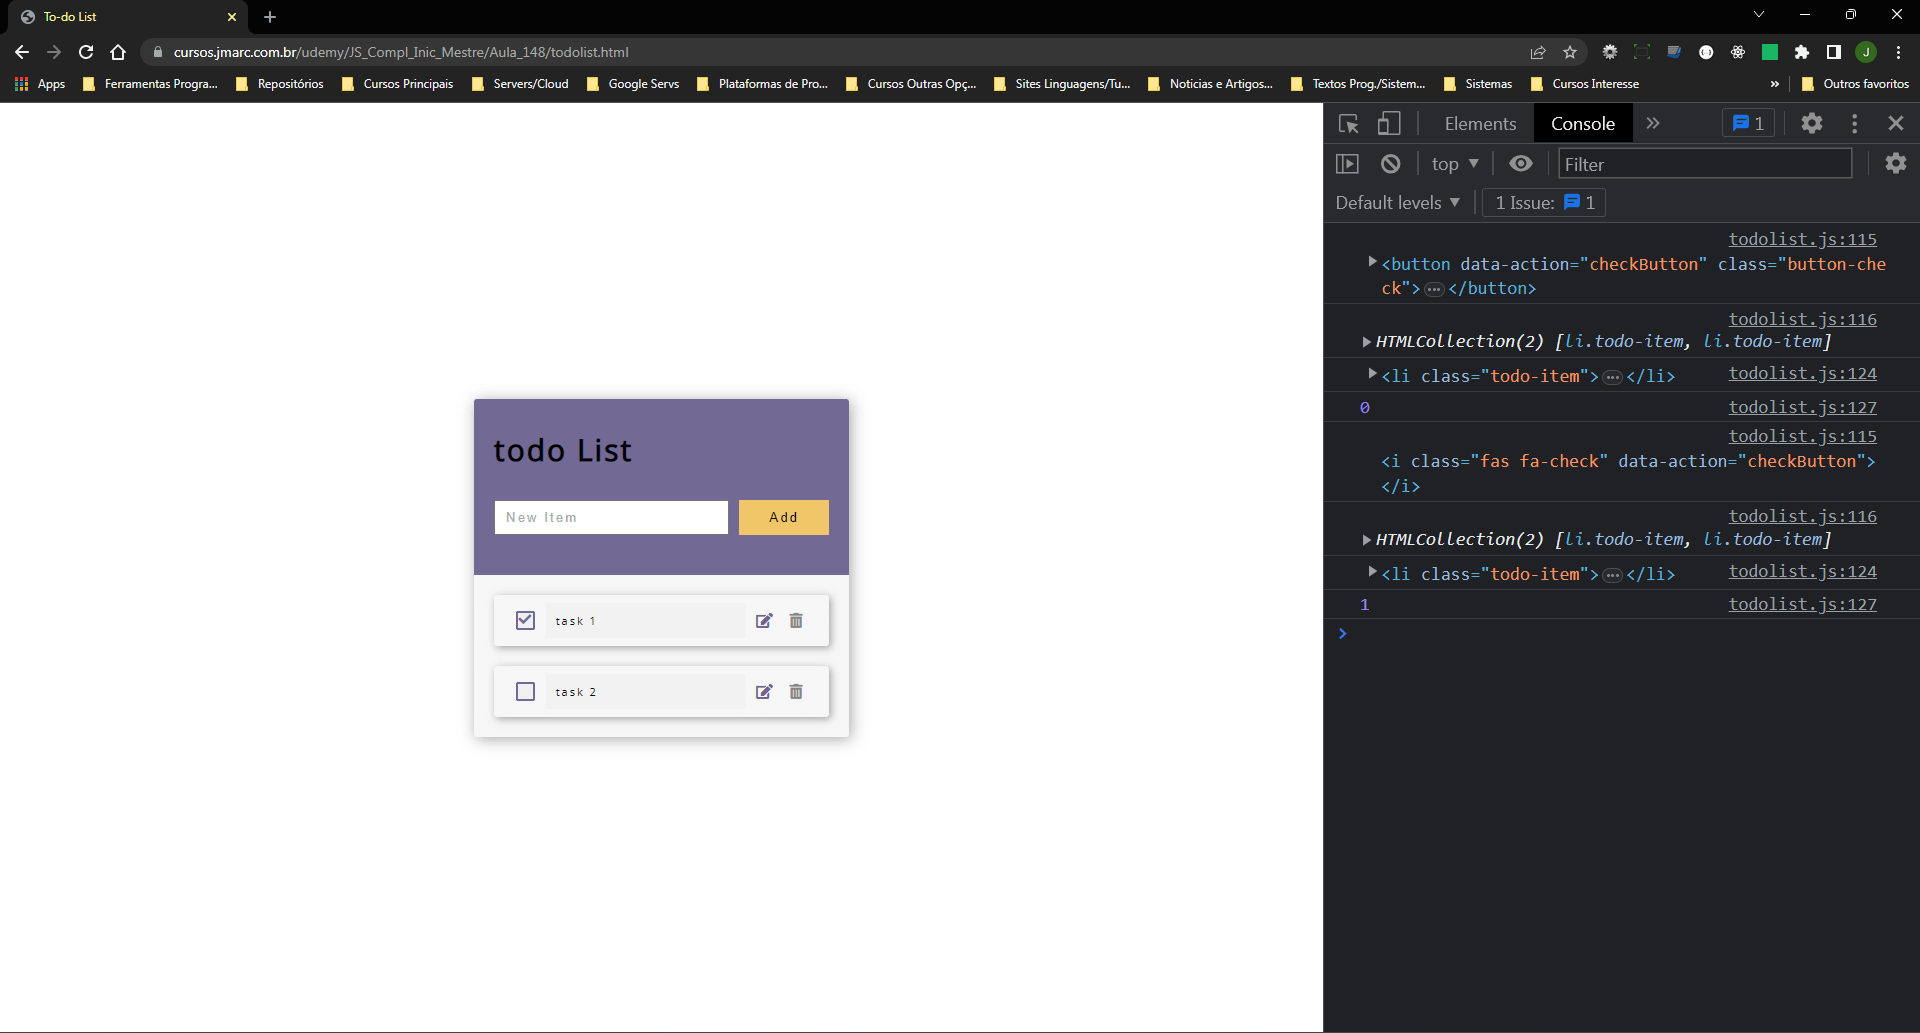 To-do List
cursos.jmarc.com.br/udemy/JS_Compl_Inic_Mestre/Aula_148/todolist.html
J
Apps Ferramentas Progra... Repositórios Cursos Principais Servers/Cloud Google Servs Plataformas de Pro... Cursos Outras Opç... Sites Linguagens/Tu... Noticias e Artigos... Textos Prog./Sistem... Sistemas Cursos Interesse » Outros favoritos
Elements Console » 1
top Filter
Default levels 1 Issue: 1
todolist.js:115
<button data-action="checkButton" class="button-che
ck">…</button>
todolist.js:116
HTMLCollection(2) [li.todo-item, li.todo-item]
<li class="todo-item">…</li> todolist.js:124
0 todolist.js:127
todolist.js:115
<i class="fas fa-check" data-action="checkButton">
</i>
todolist.js:116
HTMLCollection(2) [li.todo-item, li.todo-item]
<li class="todo-item">…</li> todolist.js:124
1 todolist.js:127
todo List
New Item Add
task 1
task 2